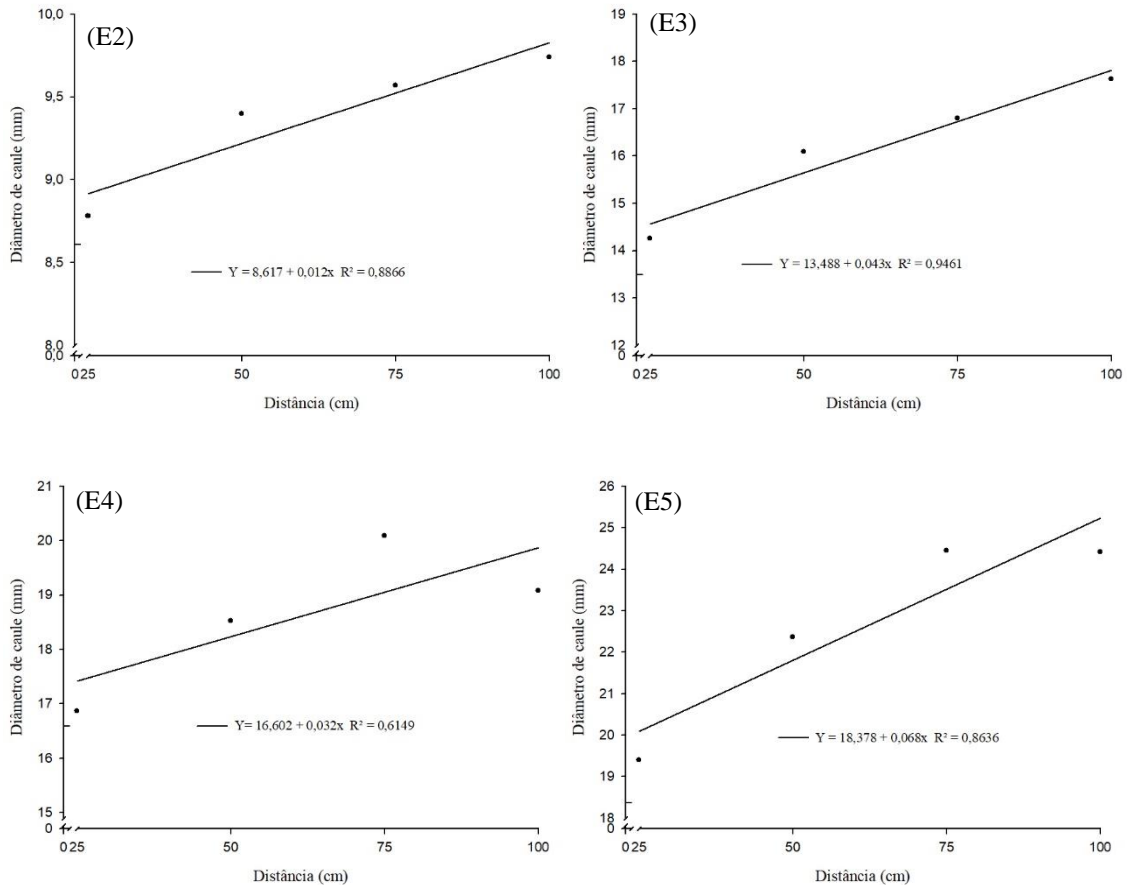 (E2)
Diâmetro de caule (mm)
10,0
9,5
9,0
8,5
8,0
0,0
Y = 8,617 + 0,012x R² = 0,8866
0 25 50 75 100
Distância (cm)
(E3)
Diâmetro de caule (mm)
19
18
17
16
15
14
13
12
0
Y = 13,488 + 0,043x R² = 0,9461
0 25 50 75 100
Distância (cm)
(E4)
Diâmetro de caule (mm)
21
20
19
18
17
16
15
0
Y= 16,602 + 0,032x R² = 0,6149
0 25 50 75 100
Distância (cm)
(E5)
Diâmetro de caule (mm)
26
25
24
22
21
20
19
18
0
Y = 18,378 + 0,068x R² = 0,8636
0 25 50 75 100
Distância (cm)